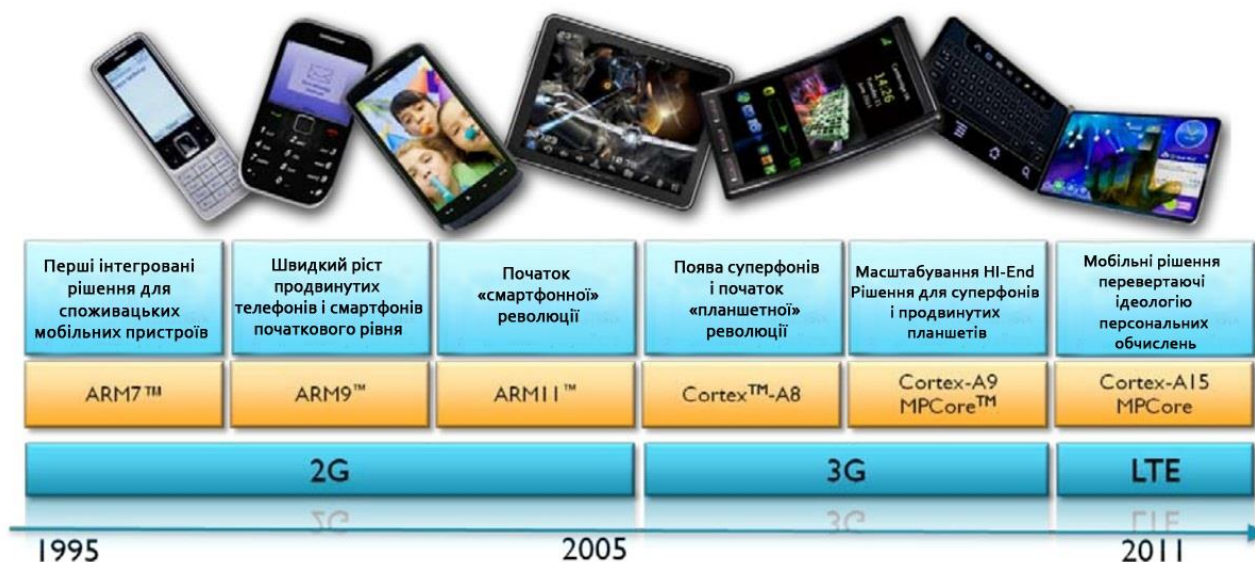 14:26
Перші інтегровані
рішення для
споживацьких
мобільних пристроїв
Швидкий ріст
продвинутих
телефонів і смартфонів
початкового рівня
Початок
«смартфонної»
революції
Поява суперфонів
і початок
«планшетної»
революції
Масштабування HI-End
Рішення для суперфонів
і продвинутих
планшетів
Мобільні рішення
перевертаючі
ідеологію
персональних
обчислень
ARM7™
ARM9™
ARM11™
Cortex™-A8
Cortex-A9
MPCore™
Cortex-A15
MPCore
2G
3G
LTE
1995
2005
2011